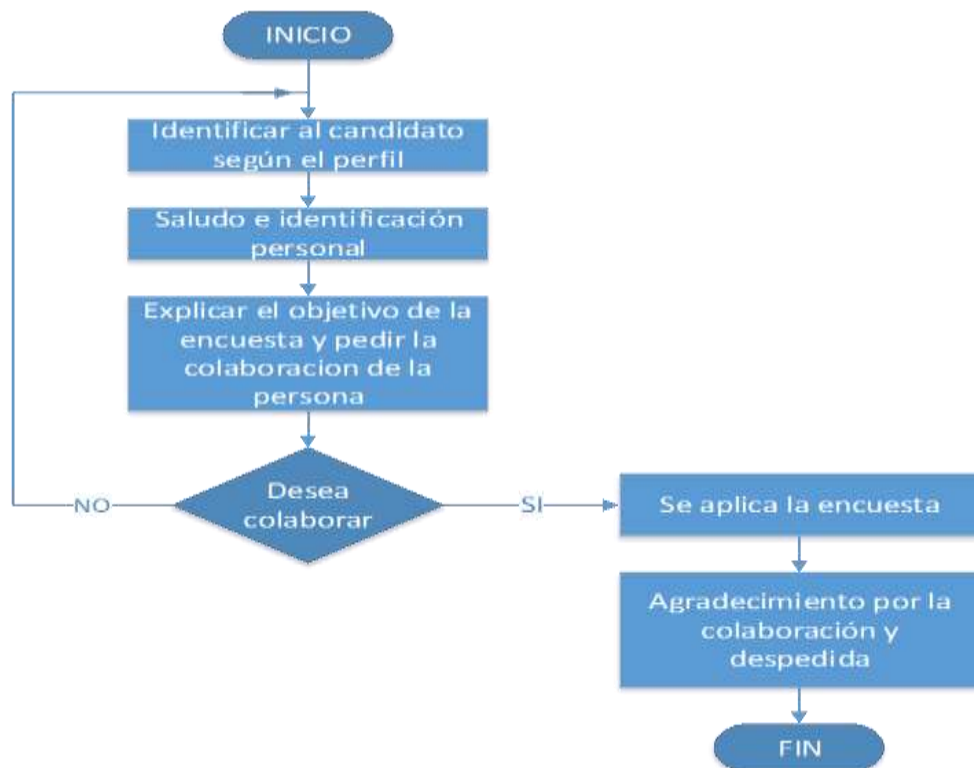 INICIO
Identificar al candidato
según el perfil
Saludo e identificación
personal
Explicar el objetivo de la
encuesta y pedir la
colaboracion de la
persona
Desea
colaborar
NO
SI
Se aplica la encuesta
Agradecimiento por la
colaboración y
despedida
FIN